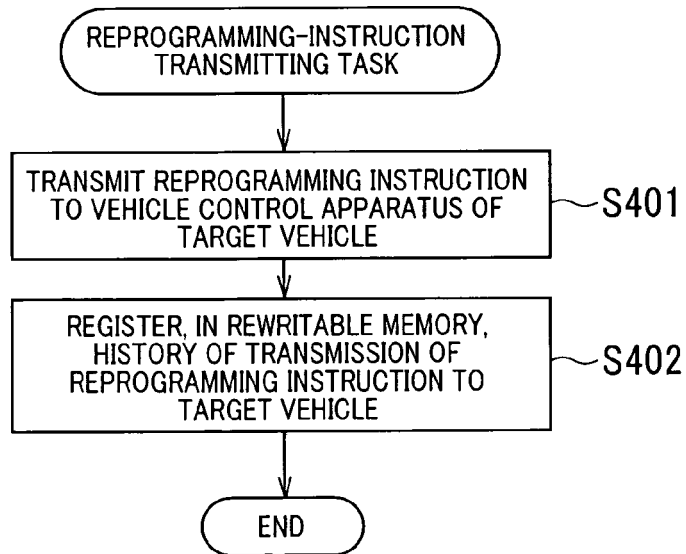 REPROGRAMMING-INSTRUCTION
TRANSMITTING TASK
TRANSMIT REPROGRAMMING INSTRUCTION
TO VEHICLE CONTROL APPARATUS OF
TARGET VEHICLE
S401
REGISTER, IN REWRITABLE MEMORY,
HISTORY OF TRANSMISSION OF
REPROGRAMMING INSTRUCTION TO
TARGET VEHICLE
S402
END